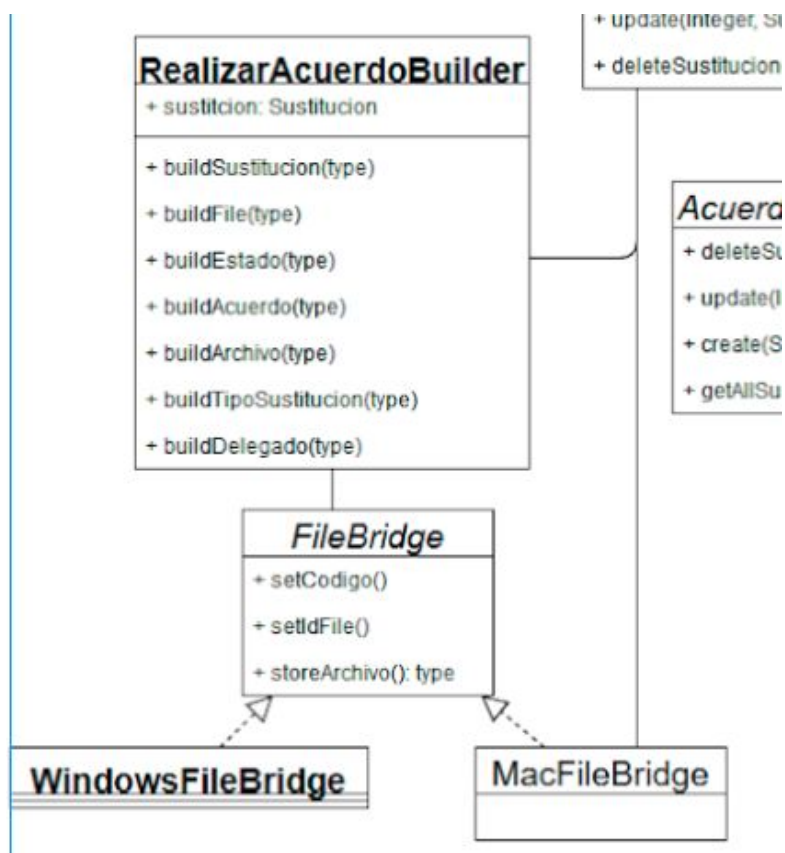 + update(Integer, Su
+ deleteSustitucion
RealizarAcuerdoBuilder
+ sustitcion: Sustitucion
+ buildSustitucion(type)
+ buildFile(type)
+ buildEstado(type)
+ buildAcuerdo(type)
+ buildArchivo(type)
+ buildTipoSustitucion(type)
+ buildDelegado(type)
Acuerd
+ deleteSu
+ update(I
+ create(S
+ getAllSu
FileBridge
+ setCodigo()
+ setIdFile()
+ storeArchivo(): type
WindowsFileBridge
MacFileBridge